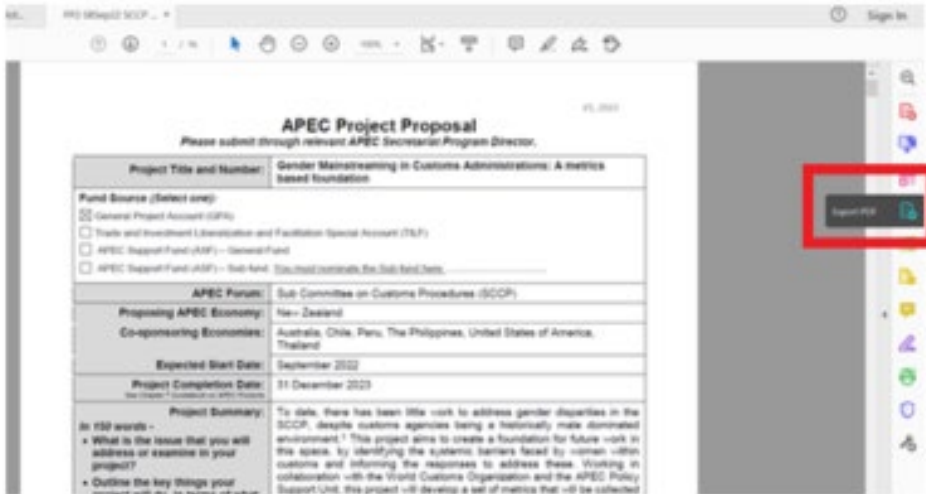 Sign In
APEC Project Proposal
Please submit through relevant APEC Secretariat Program Director.
Project Title and Number: Gender Mainstreaming in Customs Administrations: A metrics
based foundation
Fund Source (Select one):
General Project Account (GPA)
Trade and Investment Liberalization and Facilitation Special Account (TILF)
APEC Support Fund (ASF) – General Fund
APEC Support Fund (ASF) – Sub-fund: You must nominate the Sub-fund here:
Export PDF
APEC Forum: Sub Committee on Customs Procedures (SCCP)
Proposing APEC Economy: New Zealand
Co-sponsoring Economies: Australia, Chile, Peru, The Philippines, United States of America,
Thailand
Expected Start Date: September 2022
Project Completion Date: 31 December 2023
Project Summary: To date, there has been little work to address gender disparities in the
In 150 words – SCCP, despite customs agencies being a historically male dominated
• What is the issue that you will environment.¹ This project aims to create a foundation for future work in
address or examine in your this space, by identifying the systemic barriers faced by women within
project? customs and informing the responses to address these. Working in
• Outline the key things your collaboration with the World Customs Organization and the APEC Policy
Support Unit, this project will develop a set of metrics that will be collected